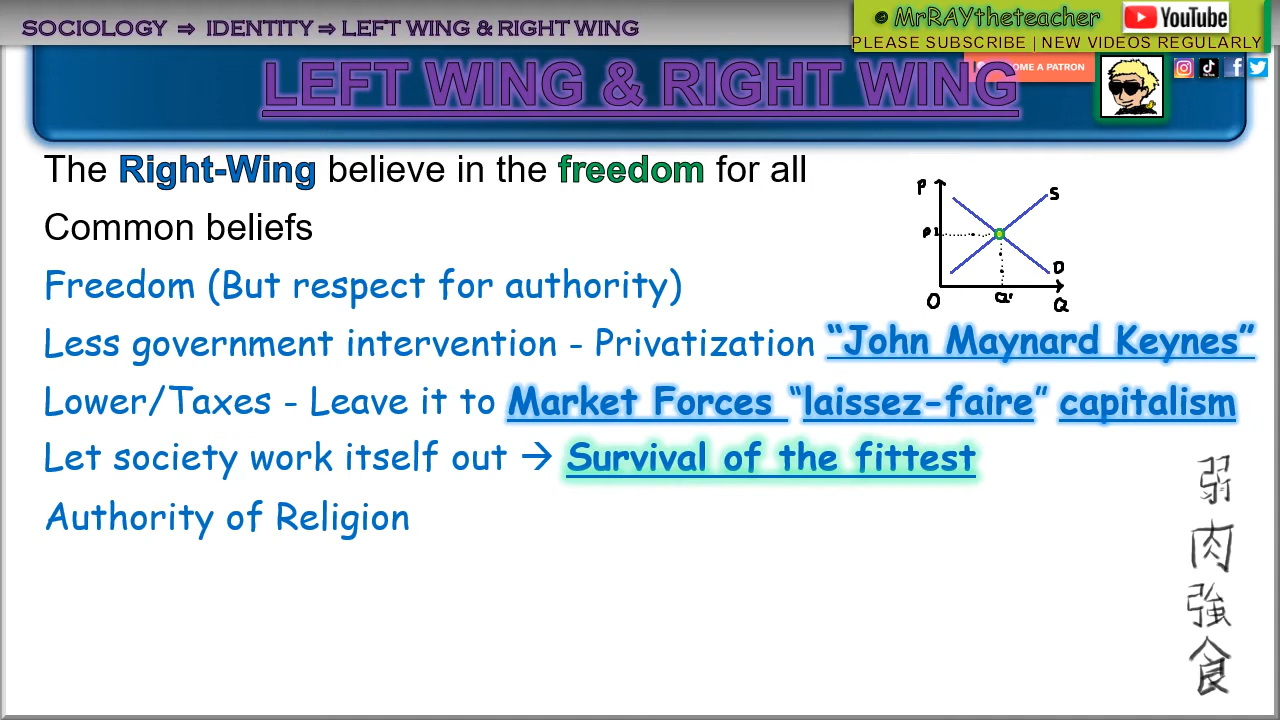 SOCIOLOGY ⇒ IDENTITY ⇒ LEFT WING & RIGHT WING
© MrRAYtheteacher YouTube
PLEASE SUBSCRIBE | NEW VIDEOS REGULARLY
OME A PATRON
LEFT WING & RIGHT WING
The Right-Wing believe in the freedom for all
Common beliefs
Freedom (But respect for authority)
Less government intervention - Privatization “John Maynard Keynes”
Lower/Taxes - Leave it to Market Forces “laissez-faire” capitalism
Let society work itself out → Survival of the fittest
Authority of Religion
P
S
P1
D
O
Q1
Q
弱肉強食